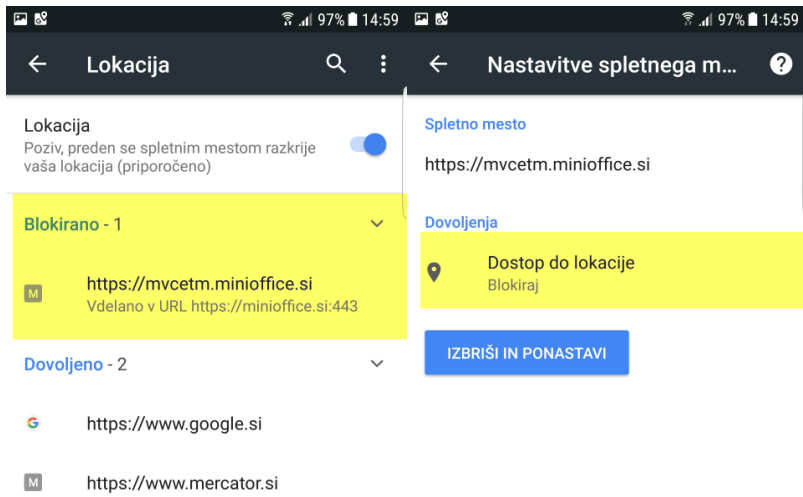 97% 14:59
Lokacija
Lokacija
Poziv, preden se spletnim mestom razkrije
vaša lokacija (priporočeno)
Blokirano - 1
M
https://mvcetm.minioffice.si
Vdelano v URL https://minioffice.si:443
Dovoljeno - 2
G
https://www.google.si
M
https://www.mercator.si
97% 14:59
Nastavitve spletnega m...
Spletno mesto
https://mvcetm.minioffice.si
Dovoljenja
Dostop do lokacije
Blokiraj
IZBRIŠI IN PONASTAVI